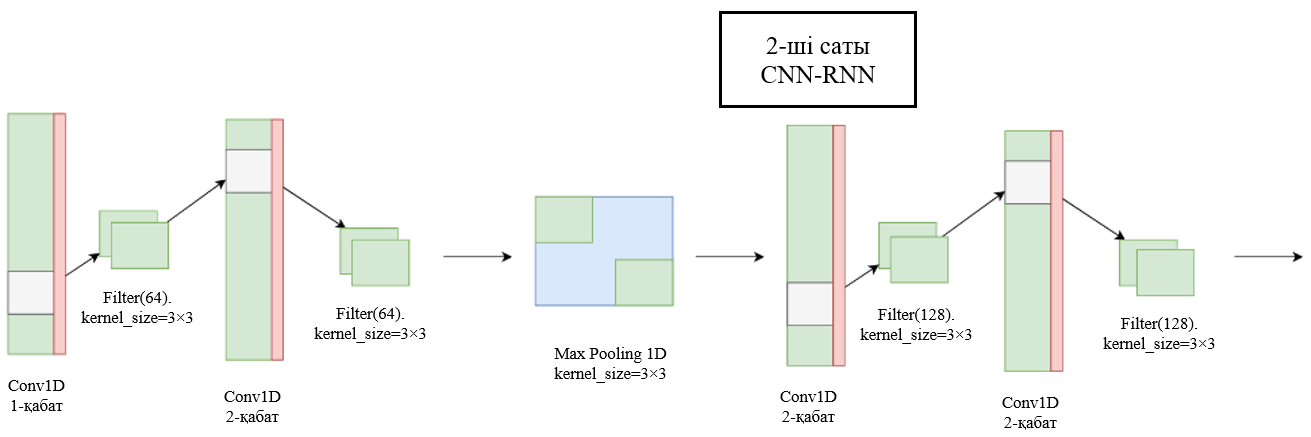 2-ші саты
CNN-RNN
Filter(64).
kernel_size=3×3
Conv1D
1-қабат
Filter(64).
kernel_size=3×3
Conv1D
2-қабат
Max Pooling 1D
kernel_size=3×3
Filter(128).
kernel_size=3×3
Conv1D
2-қабат
Filter(128).
kernel_size=3×3
Conv1D
2-қабат